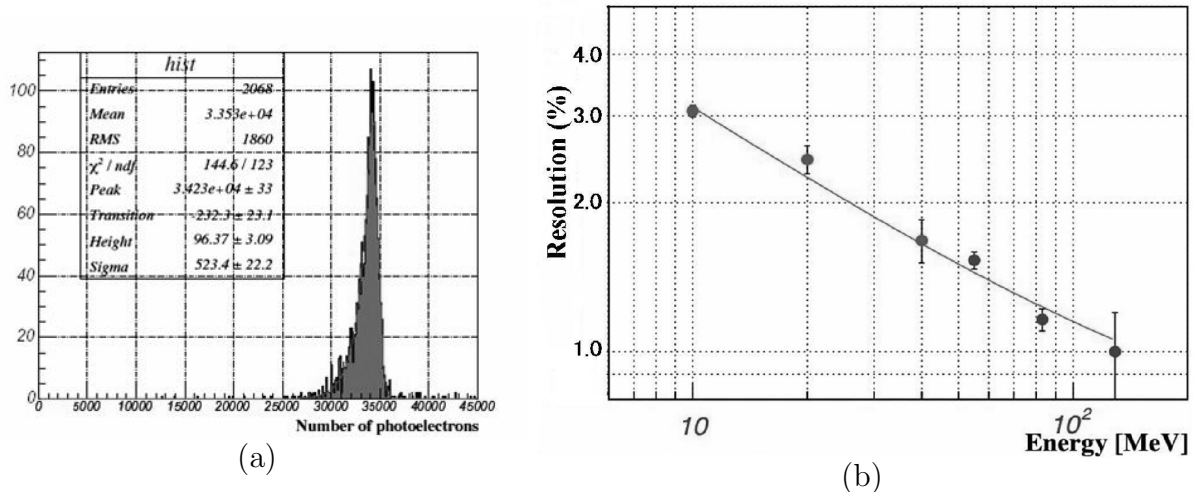 hist
Entries 2068
Mean 3.353e+04
RMS 1860
χ² / ndf 144.6 / 123
Peak 3.423e+04 ± 33
Transition -232.3 ± 23.1
Height 96.37 ± 3.09
Sigma 523.4 ± 22.2
100
80
60
40
20
0
0 5000 10000 15000 20000 25000 30000 35000 40000 45000
Number of photoelectrons
(a)
Resolution (%)
4.0
3.0
2.0
1.0
10 10²
Energy [MeV]
(b)